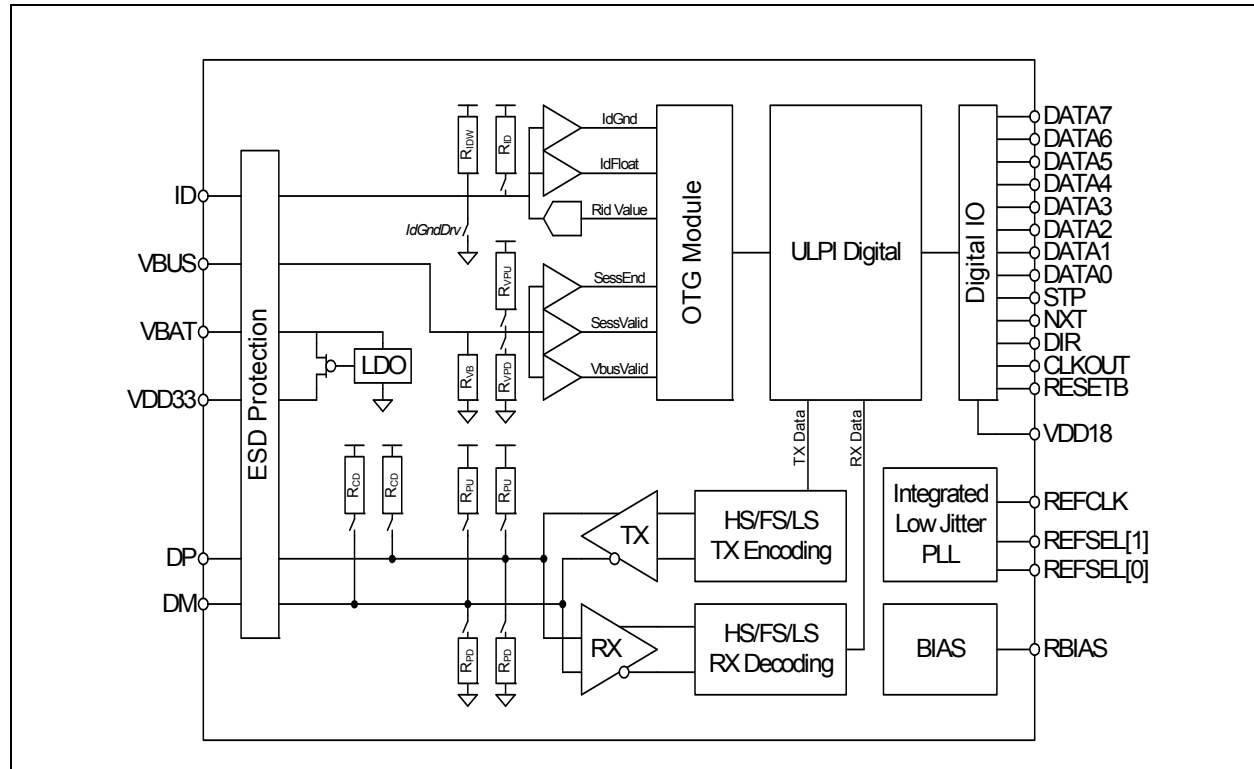 ID
VBUS
VBAT
VDD33
DP
DM
ESD Protection
LDO
RIDW
RID
IdGndDrv
IdGnd
IdFloat
Rid Value
RVPU
RVB
RVPD
SessEnd
SessValid
VbusValid
OTG Module
ULPI Digital
Digital IO
TX Data
RX Data
RCD
RCD
RPU
RPU
RPD
RPD
TX
HS/FS/LS
TX Encoding
RX
HS/FS/LS
RX Decoding
Integrated
Low Jitter
PLL
BIAS
DATA7
DATA6
DATA5
DATA4
DATA3
DATA2
DATA1
DATA0
STP
NXT
DIR
CLKOUT
RESETB
VDD18
REFCLK
REFSEL[1]
REFSEL[0]
RBIAS